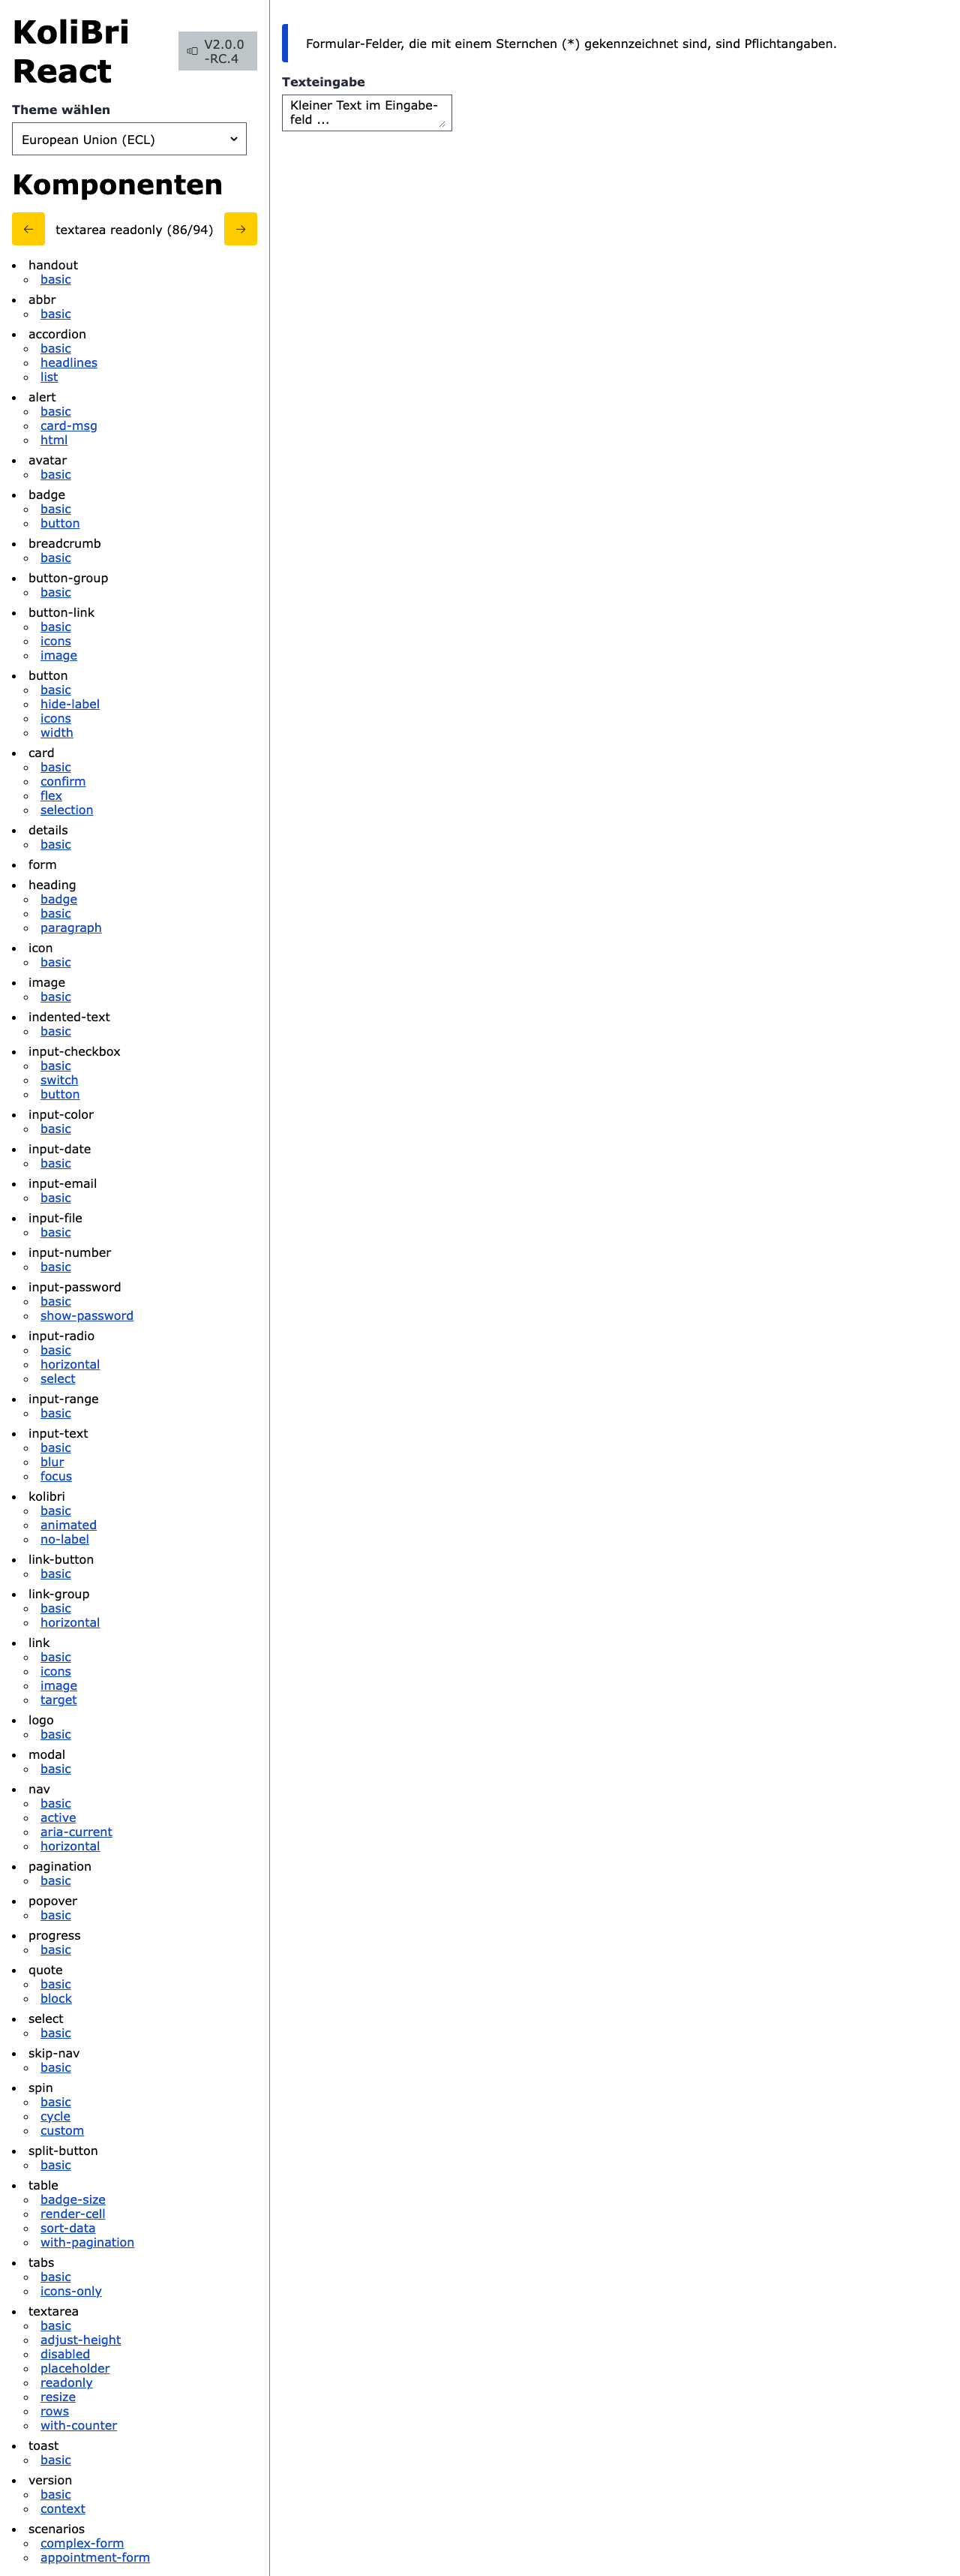 KoliBri
React
V2.0.0
-RC.4
Theme wählen
European Union (ECL)
Komponenten
← textarea readonly (86/94) →
handout
basic
abbr
basic
accordion
basic
headlines
list
alert
basic
card-msg
html
avatar
basic
badge
basic
button
breadcrumb
basic
button-group
basic
button-link
basic
icons
image
button
basic
hide-label
icons
width
card
basic
confirm
flex
selection
details
basic
form
heading
badge
basic
paragraph
icon
basic
image
basic
indented-text
basic
input-checkbox
basic
switch
button
input-color
basic
input-date
basic
input-email
basic
input-file
basic
input-number
basic
input-password
basic
show-password
input-radio
basic
horizontal
select
input-range
basic
input-text
basic
blur
focus
kolibri
basic
animated
no-label
link-button
basic
link-group
basic
horizontal
link
basic
icons
image
target
logo
basic
modal
basic
nav
basic
active
aria-current
horizontal
pagination
basic
popover
basic
progress
basic
quote
basic
block
select
basic
skip-nav
basic
spin
basic
cycle
custom
split-button
basic
table
badge-size
render-cell
sort-data
with-pagination
tabs
basic
icons-only
textarea
basic
adjust-height
disabled
placeholder
readonly
resize
rows
with-counter
toast
basic
version
basic
context
scenarios
complex-form
appointment-form
Formular-Felder, die mit einem Sternchen (*) gekennzeichnet sind, sind Pflichtangaben.
Texteingabe
Kleiner Text im Eingabe-
feld ...